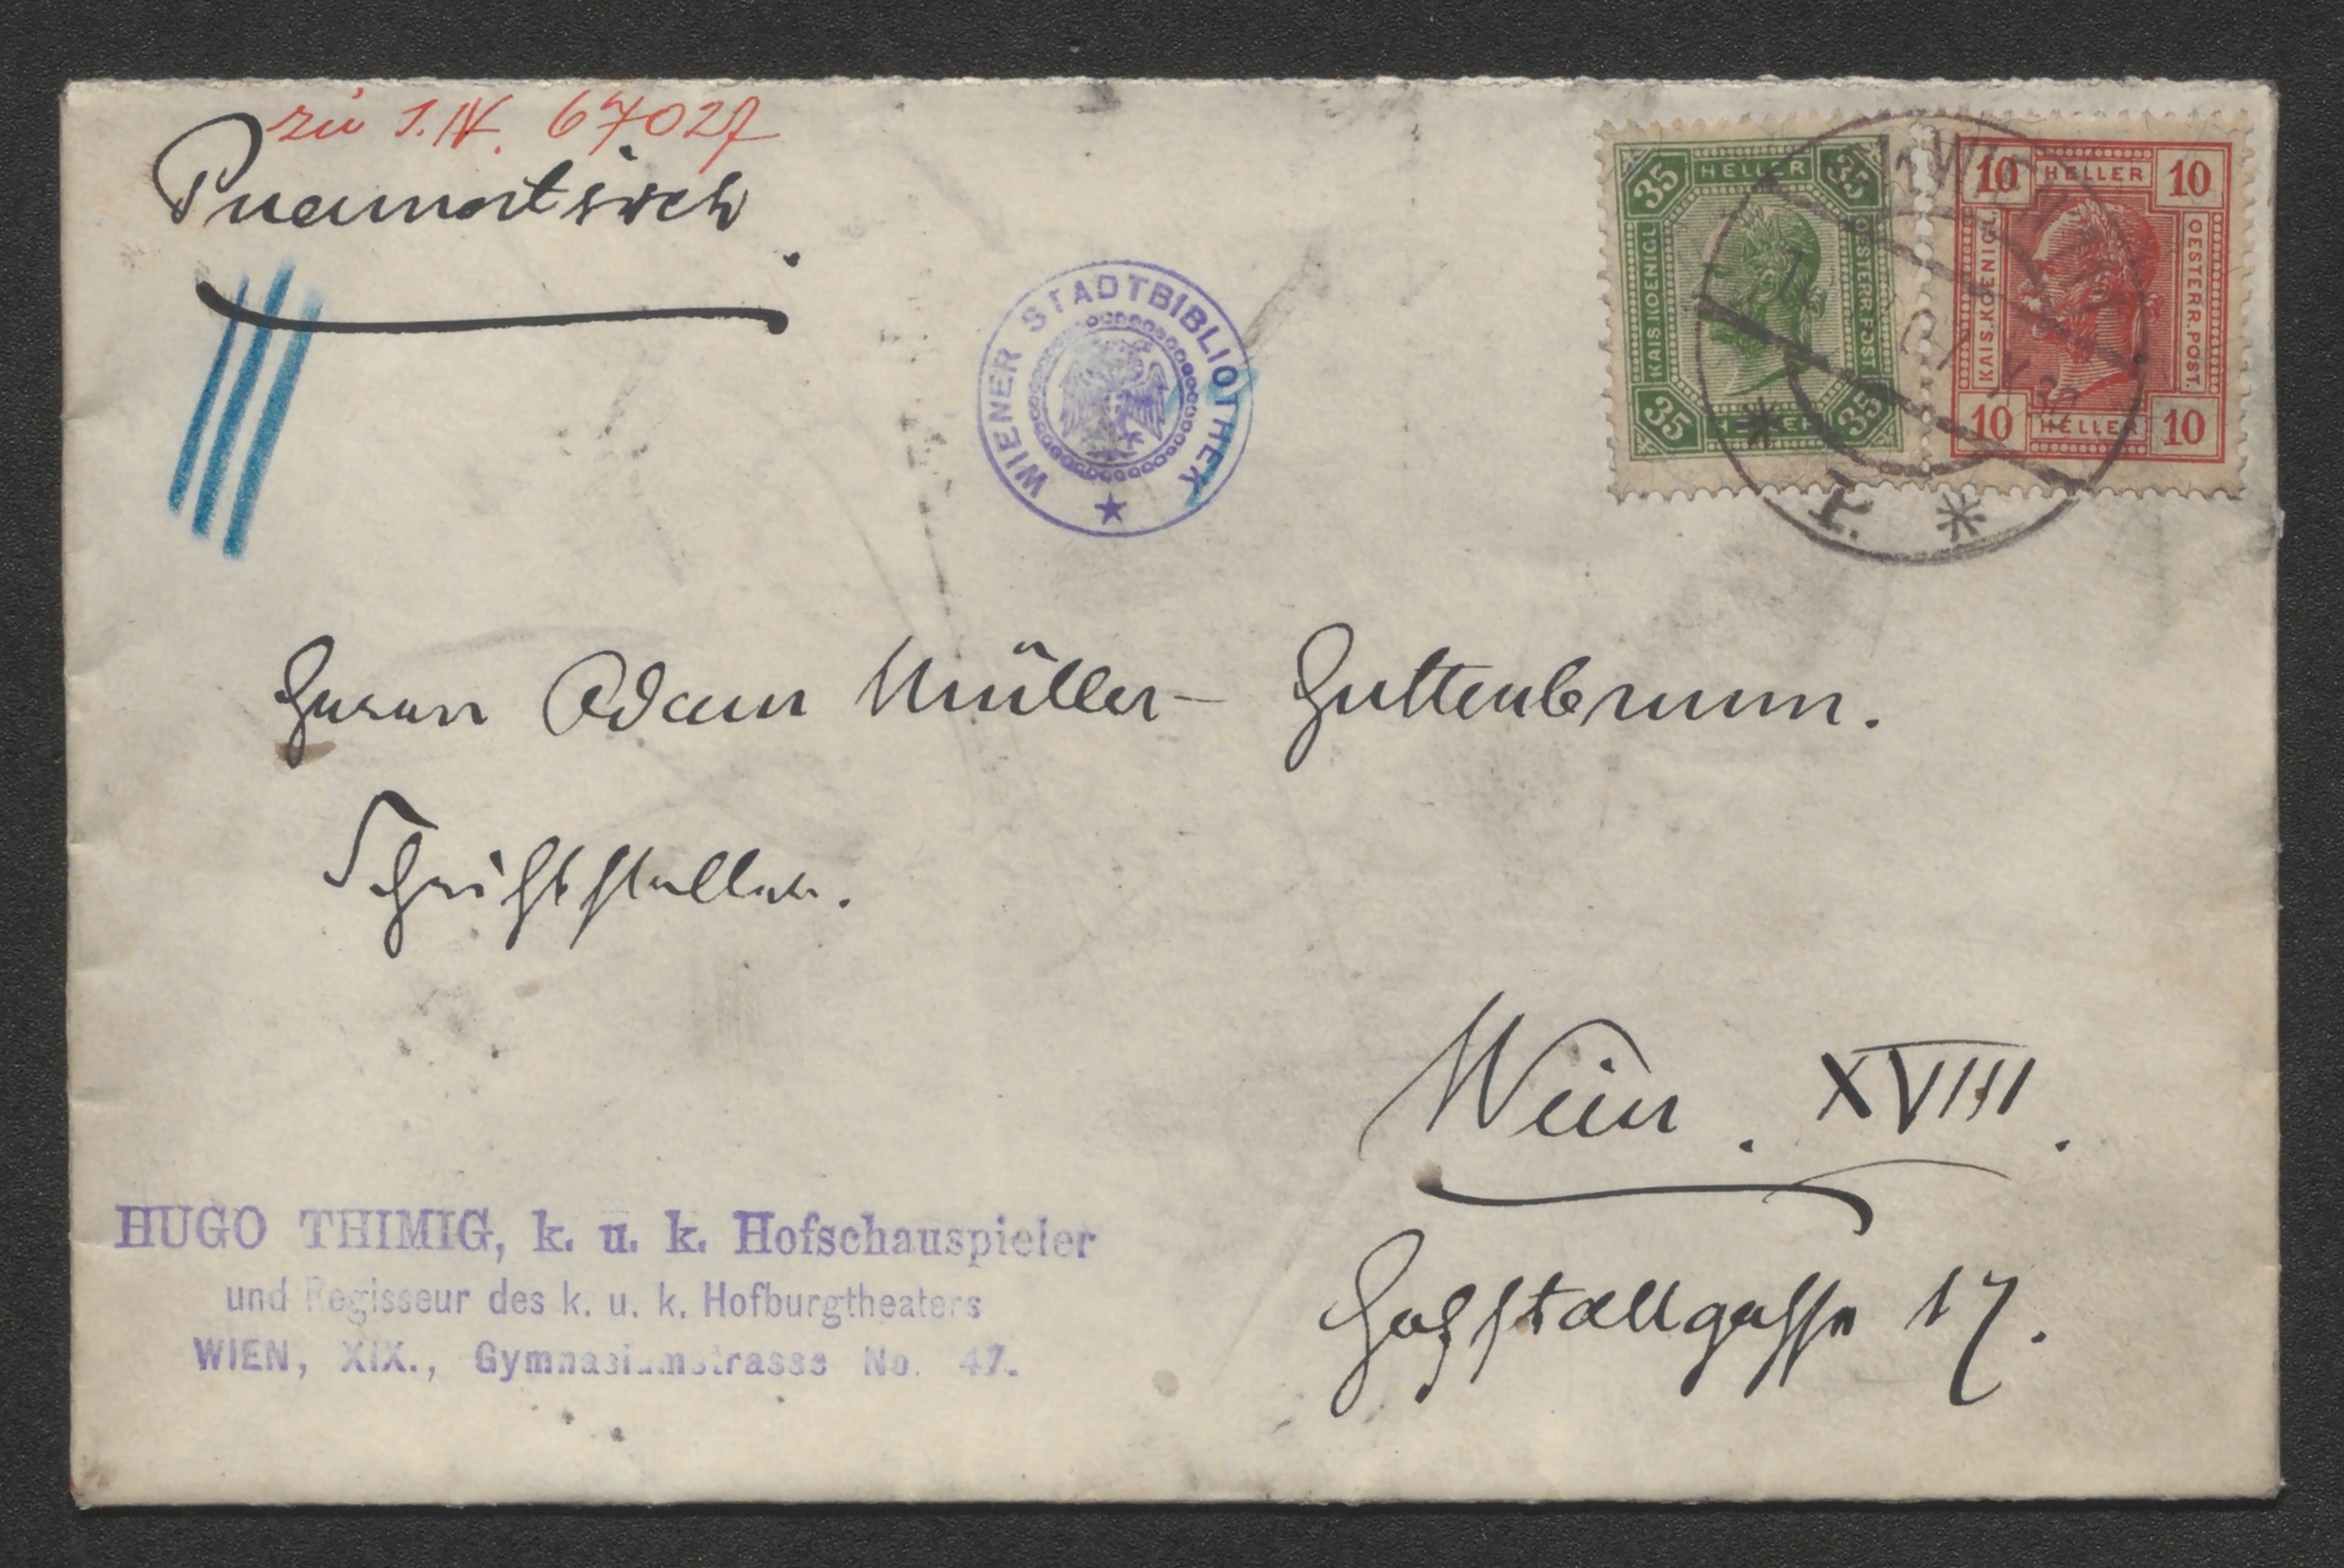 zu I.N. 67027
Pneumatisch.
WIENER STADTBIBLIOTHEK
35 HELLER 35
KAIS. KOENIGL. OESTERR. POST
35 HELLER 35
10 HELLER 10
KAIS. KOENIGL. OESTERR. POST.
10 HELLER 10
Herrn Adam Müller-Guttenbrunn.
Schriftsteller.
Wien. XVIII.
17.
HUGO THIMIG, k. u. k. Hofschauspieler
und Regisseur des k. u. k. Hofburgtheaters
WIEN, XIX., Gymnasiumstrasse No. 47.